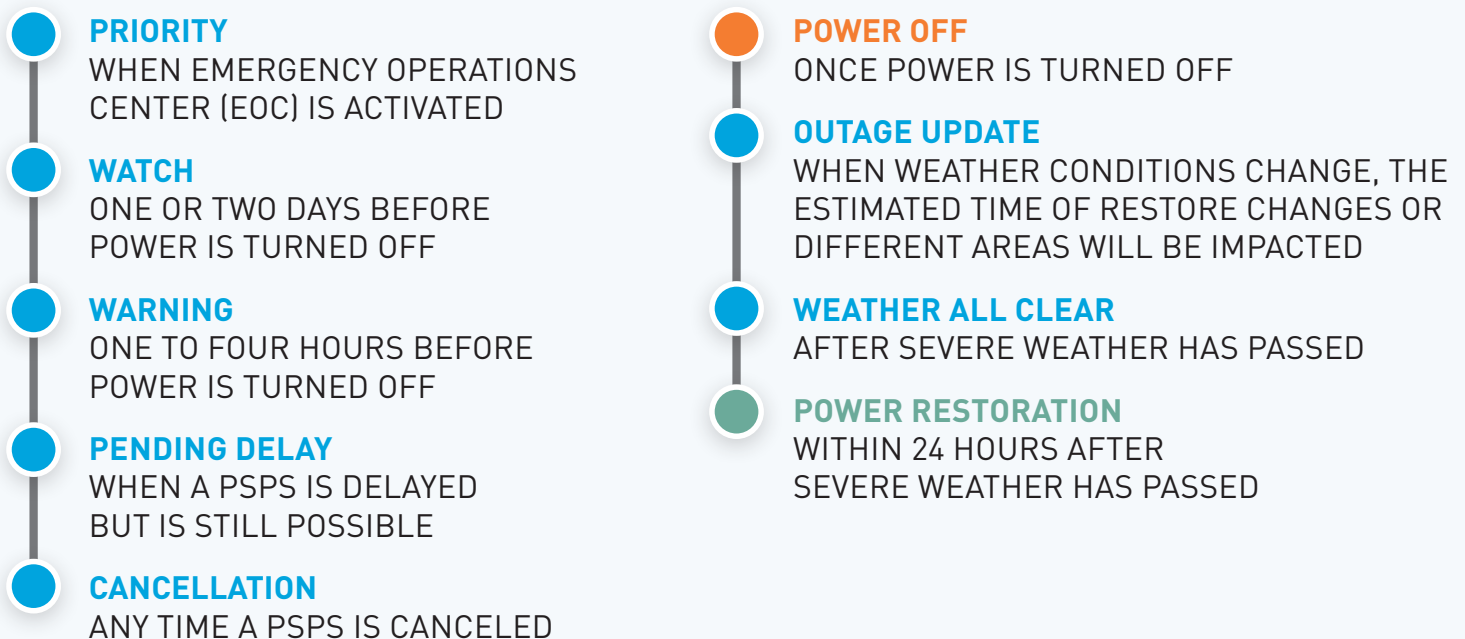 PRIORITY
WHEN EMERGENCY OPERATIONS
CENTER (EOC) IS ACTIVATED
WATCH
ONE OR TWO DAYS BEFORE
POWER IS TURNED OFF
WARNING
ONE TO FOUR HOURS BEFORE
POWER IS TURNED OFF
PENDING DELAY
WHEN A PSPS IS DELAYED
BUT IS STILL POSSIBLE
CANCELLATION
ANY TIME A PSPS IS CANCELED
POWER OFF
ONCE POWER IS TURNED OFF
OUTAGE UPDATE
WHEN WEATHER CONDITIONS CHANGE, THE
ESTIMATED TIME OF RESTORE CHANGES OR
DIFFERENT AREAS WILL BE IMPACTED
WEATHER ALL CLEAR
AFTER SEVERE WEATHER HAS PASSED
POWER RESTORATION
WITHIN 24 HOURS AFTER
SEVERE WEATHER HAS PASSED